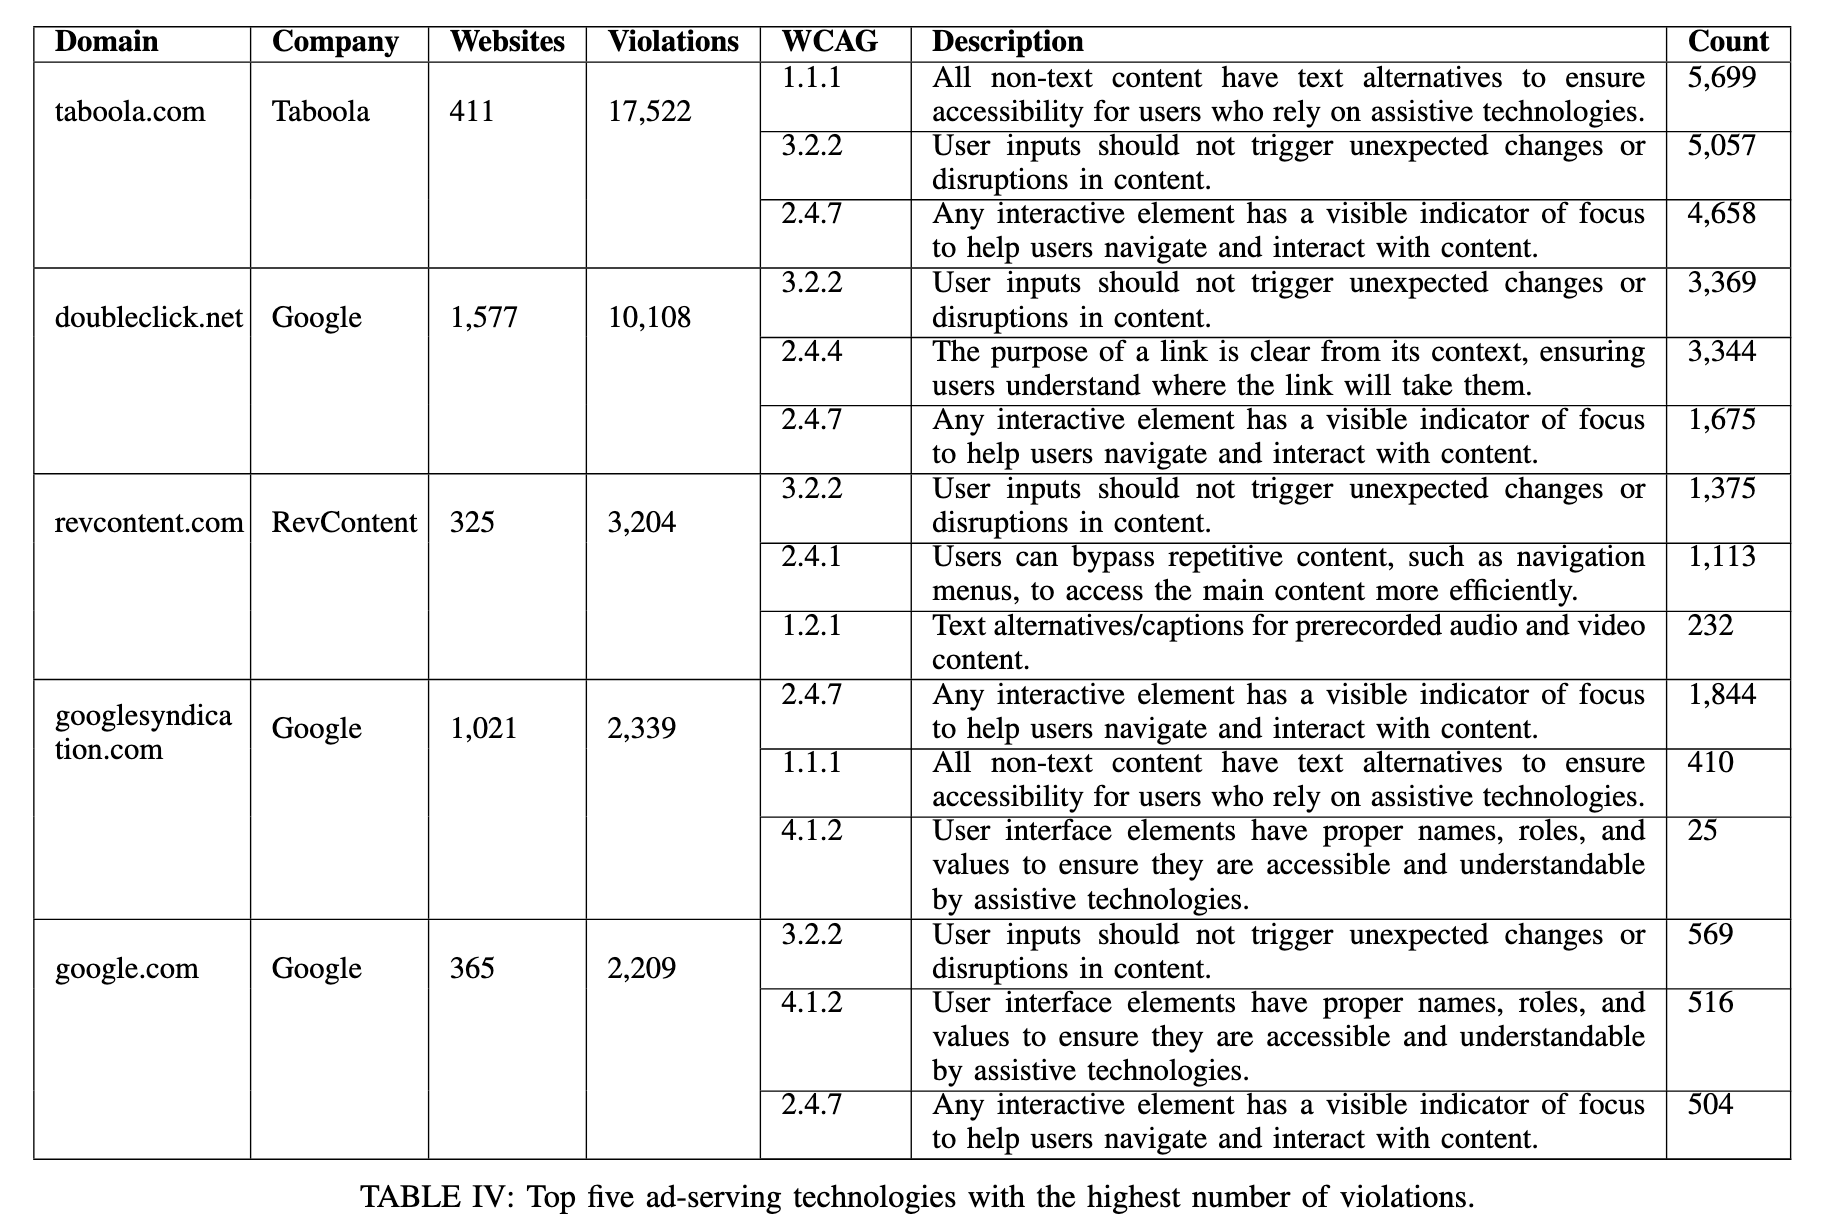 Domain Company Websites Violations WCAG Description Count
taboola.com Taboola 411 17,522
1.1.1 All non-text content have text alternatives to ensure 5,699
accessibility for users who rely on assistive technologies.
3.2.2 User inputs should not trigger unexpected changes or 5,057
disruptions in content.
2.4.7 Any interactive element has a visible indicator of focus 4,658
to help users navigate and interact with content.
doubleclick.net Google 1,577 10,108
3.2.2 User inputs should not trigger unexpected changes or 3,369
disruptions in content.
2.4.4 The purpose of a link is clear from its context, ensuring 3,344
users understand where the link will take them.
2.4.7 Any interactive element has a visible indicator of focus 1,675
to help users navigate and interact with content.
revcontent.com RevContent 325 3,204
3.2.2 User inputs should not trigger unexpected changes or 1,375
disruptions in content.
2.4.1 Users can bypass repetitive content, such as navigation 1,113
menus, to access the main content more efficiently.
1.2.1 Text alternatives/captions for prerecorded audio and video 232
content.
googlesyndica
tion.com
Google 1,021 2,339
2.4.7 Any interactive element has a visible indicator of focus 1,844
to help users navigate and interact with content.
1.1.1 All non-text content have text alternatives to ensure 410
accessibility for users who rely on assistive technologies.
4.1.2 User interface elements have proper names, roles, and 25
values to ensure they are accessible and understandable
by assistive technologies.
google.com Google 365 2,209
3.2.2 User inputs should not trigger unexpected changes or 569
disruptions in content.
4.1.2 User interface elements have proper names, roles, and 516
values to ensure they are accessible and understandable
by assistive technologies.
2.4.7 Any interactive element has a visible indicator of focus 504
to help users navigate and interact with content.
TABLE IV: Top five ad-serving technologies with the highest number of violations.